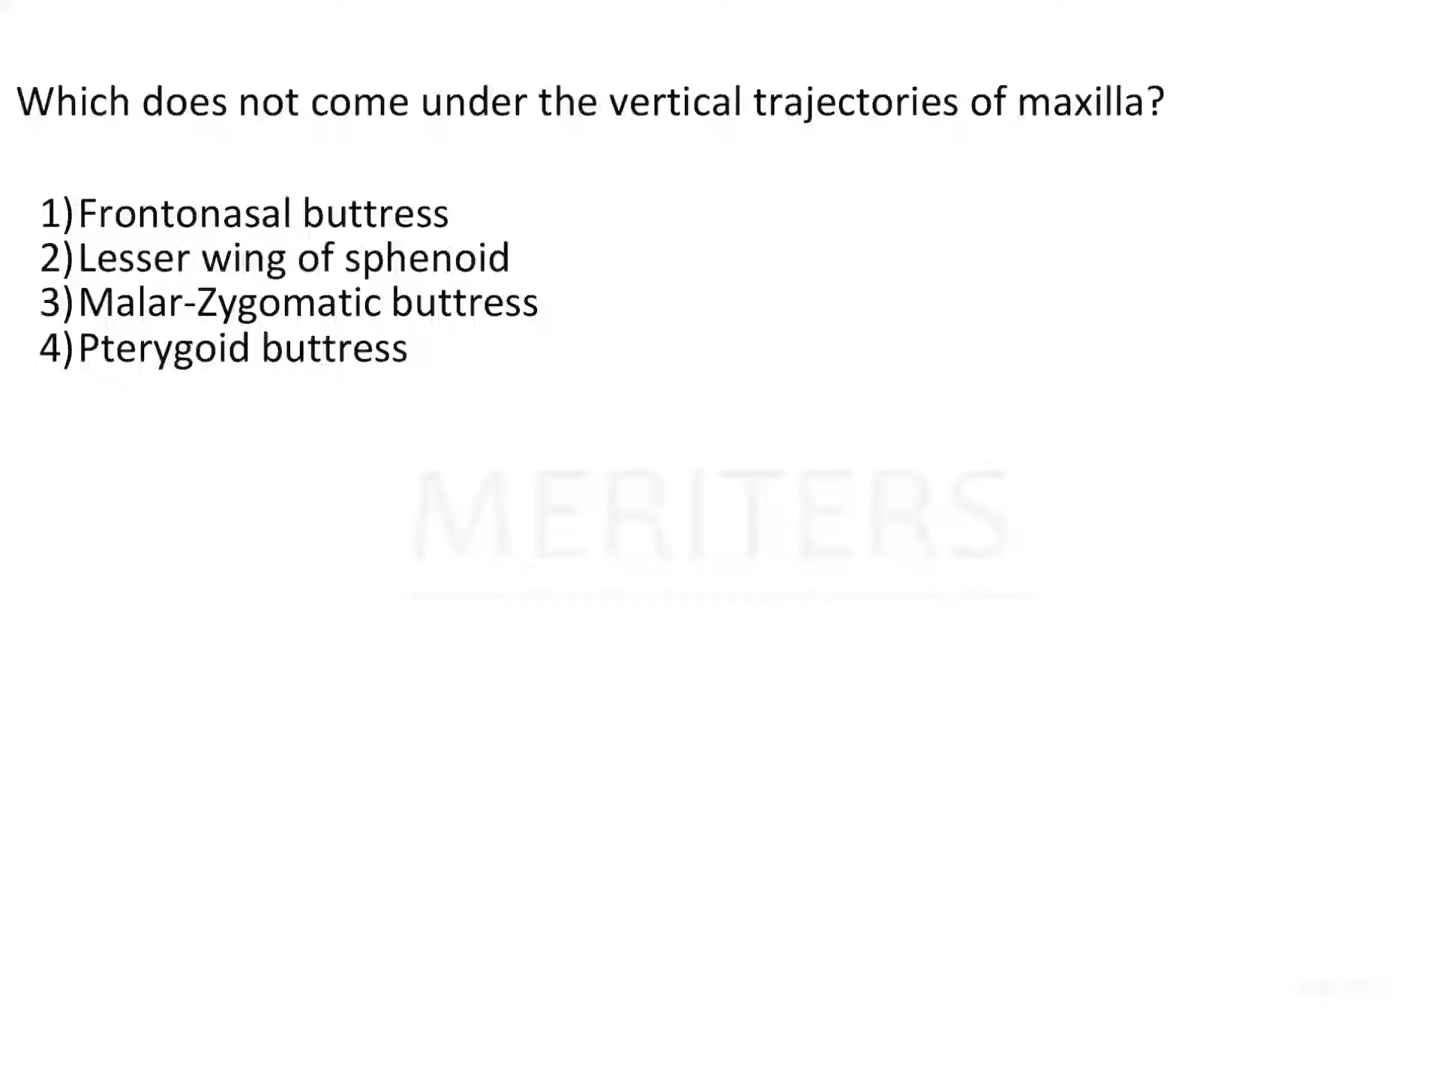 Which does not come under the vertical trajectories of maxilla?
1)Frontonasal buttress
2)Lesser wing of sphenoid
3)Malar-Zygomatic buttress
4)Pterygoid buttress
MERITERS